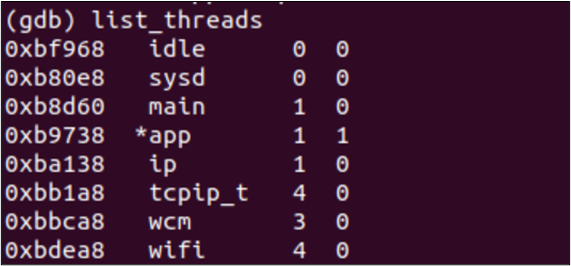 (gdb) list_threads
0xbf968 idle 0 0
0xb80e8 sysd 0 0
0xb8d60 main 1 0
0xb9738 *app 1 1
0xba138 ip 1 0
0xbb1a8 tcpip_t 4 0
0xbbca8 wcm 3 0
0xbdea8 wifi 4 0